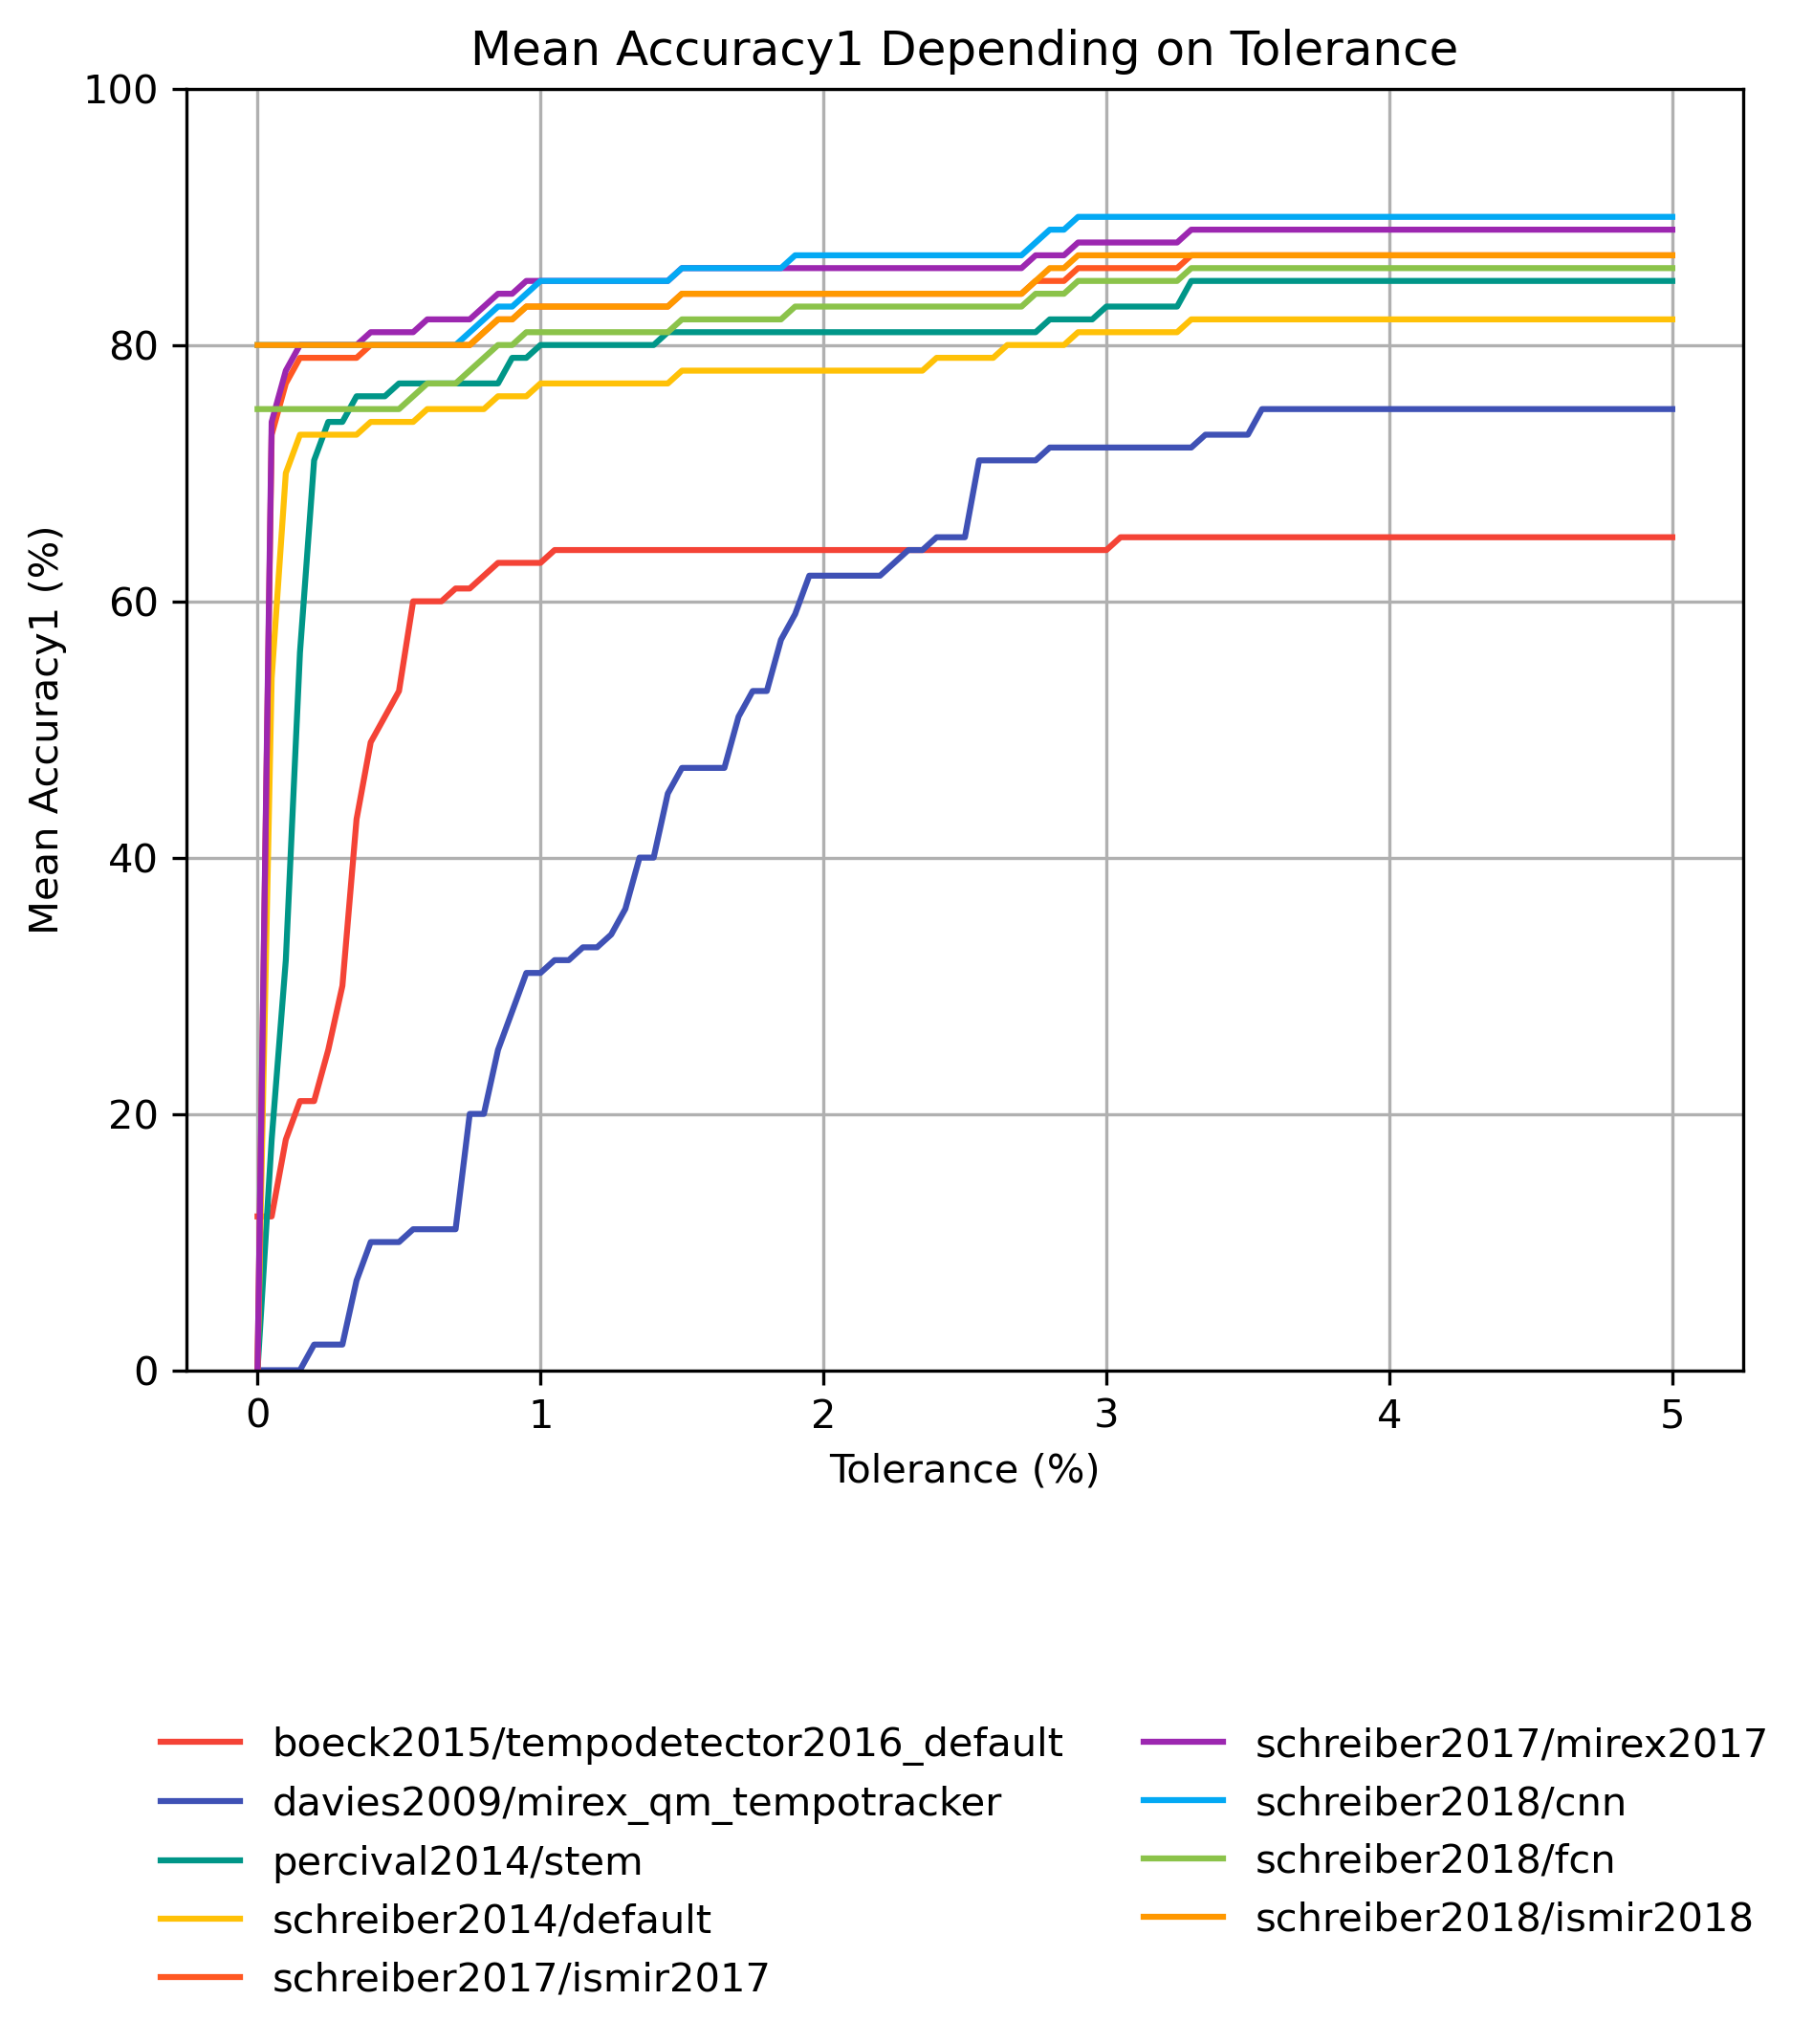 Mean Accuracy1 Depending on Tolerance
100
80
60
40
20
0
Mean Accuracy1 (%)
0 1 2 3 4 5
Tolerance (%)
boeck2015/tempodetector2016_default
davies2009/mirex_qm_tempotracker
percival2014/stem
schreiber2014/default
schreiber2017/ismir2017
schreiber2017/mirex2017
schreiber2018/cnn
schreiber2018/fcn
schreiber2018/ismir2018